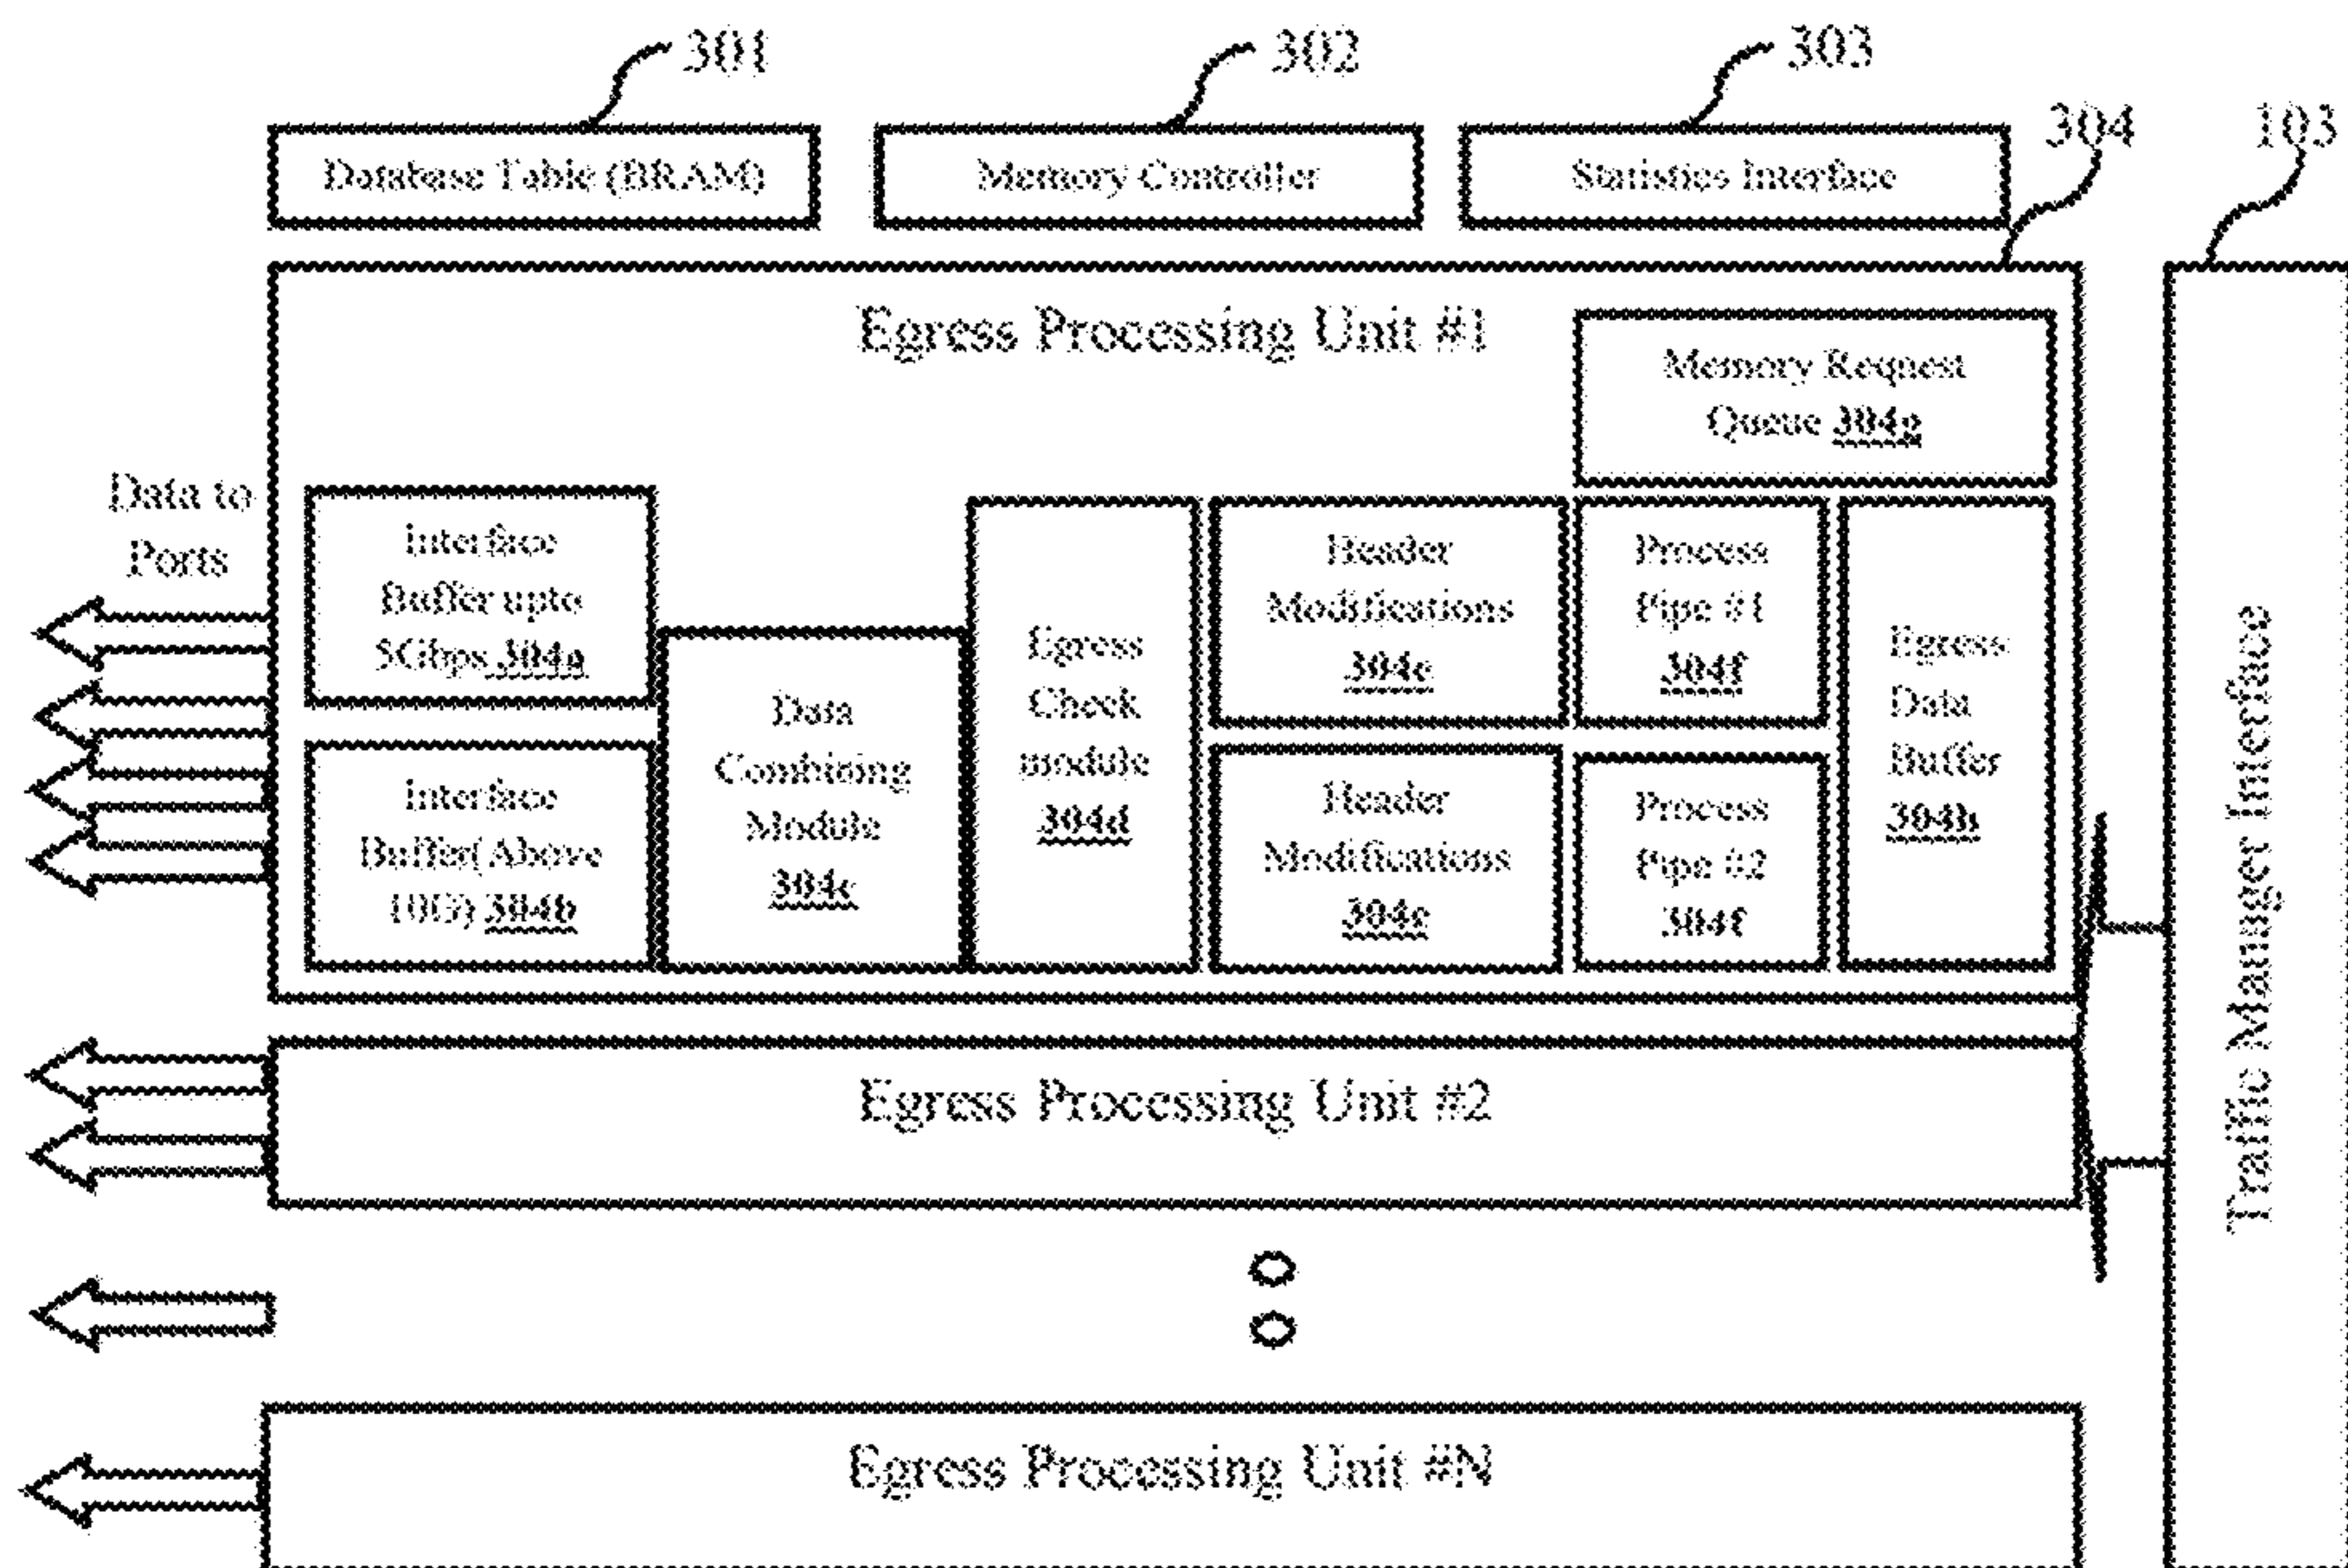 301
302
303
304
103
Database Table (BRAM)
Memory Controller
Statistics Interface
Egress Processing Unit #1
Memory Request
Queue 304g
Data to
Ports
Interface
Buffer upto
5Gbps 304a
Interface
Buffer(Above
10G) 304b
Data
Combining
Module
304c
Egress
Check
module
304d
Header
Modifications
304e
Header
Modifications
304e
Process
Pipe #1
304f
Process
Pipe #2
304f
Egress
Data
Buffer
304h
Traffic Manager Interface
Egress Processing Unit #2
Egress Processing Unit #N